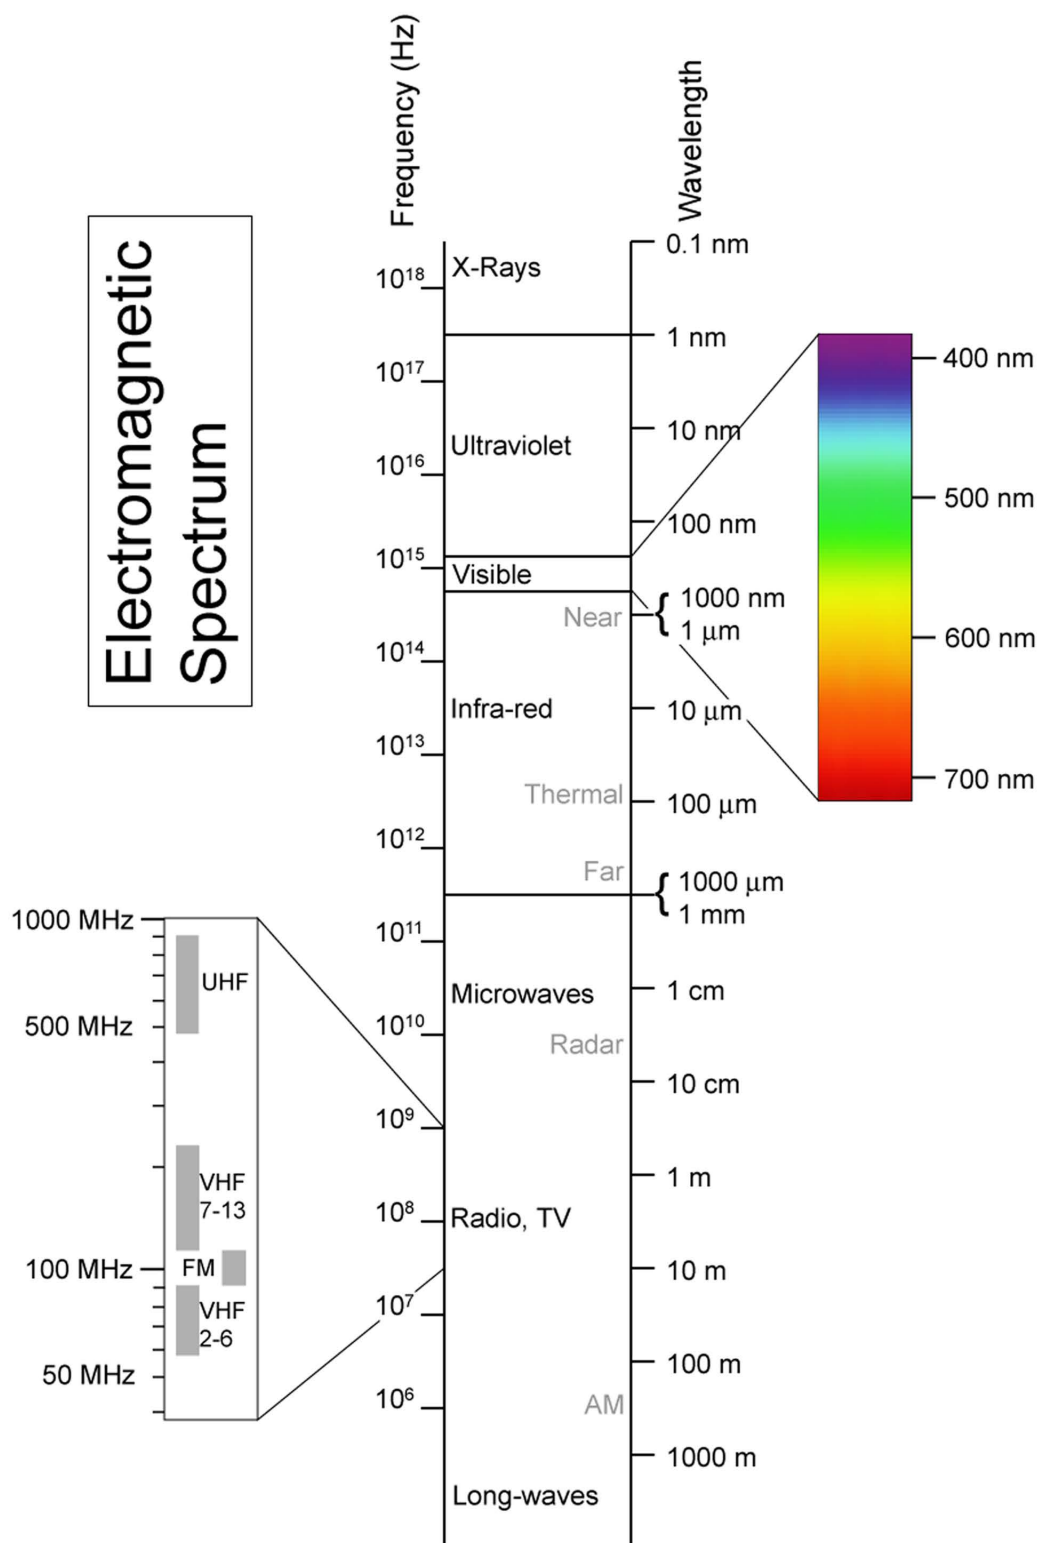 Electromagnetic
Spectrum
Frequency (Hz)
Wavelength
10¹⁸
10¹⁷
10¹⁶
10¹⁵
10¹⁴
10¹³
10¹²
10¹¹
10¹⁰
10⁹
10⁸
10⁷
10⁶
X-Rays
Ultraviolet
Visible
Near
Infra-red
Thermal
Far
Microwaves
Radar
Radio, TV
AM
Long-waves
0.1 nm
1 nm
10 nm
100 nm
1000 nm
1 μm
10 μm
100 μm
1000 μm
1 mm
1 cm
10 cm
1 m
10 m
100 m
1000 m
400 nm
500 nm
600 nm
700 nm
1000 MHz
500 MHz
100 MHz
50 MHz
UHF
VHF
7-13
FM
VHF
2-6